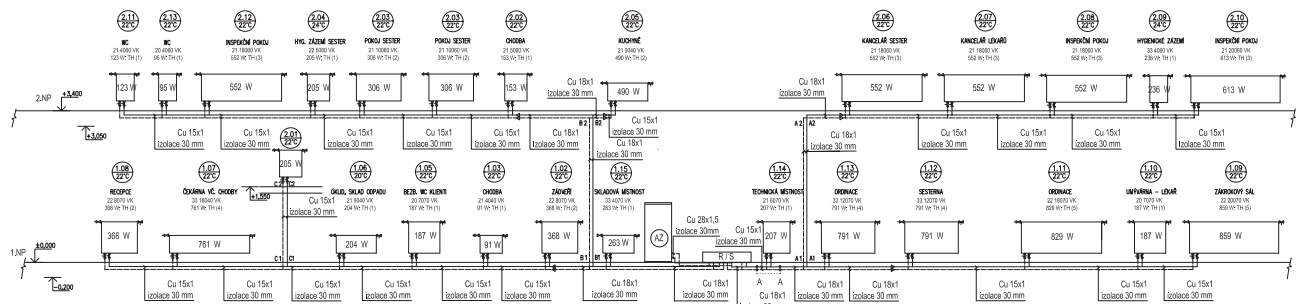 2.11
22°C
WC
21 4060 VK
123 W; TH (1)
2.13
22°C
WC
20 4060 VK
95 W; TH (1)
2.12
22°C
INSPEKČNÍ POKOJ
21 18060 VK
552 W; TH (3)
2.04
24°C
HYG. ZÁZEMÍ SESTER
22 5060 VK
205 W; TH (1)
2.03
22°C
POKOJ SESTER
21 10060 VK
306 W; TH (2)
2.03
22°C
POKOJ SESTER
21 10060 VK
306 W; TH (2)
2.02
22°C
CHODBA
21 5060 VK
153 W; TH (1)
2.05
22°C
KUCHYNĚ
21 9040 VK
490 W; TH (2)
2.06
22°C
KANCELÁŘ SESTER
21 18060 VK
552 W; TH (3)
2.07
22°C
KANCELÁŘ LÉKAŘŮ
21 18060 VK
552 W; TH (3)
2.08
22°C
INSPEKČNÍ POKOJ
21 18060 VK
552 W; TH (3)
2.09
24°C
HYGIENICKÉ ZÁZEMÍ
33 4060 VK
236 W; TH (1)
2.10
22°C
INSPEKČNÍ POKOJ
21 20060 VK
613 W; TH (3)
123 W
95 W
552 W
205 W
306 W
306 W
153 W
490 W
552 W
552 W
552 W
236 W
613 W
Cu 18x1
izolace 30 mm
Cu 18x1
izolace 30 mm
2.NP
+3,400
+3,050
B2
B2
A2
A2
Cu 15x1
izolace 30 mm
Cu 15x1
izolace 30 mm
Cu 15x1
izolace 30 mm
Cu 15x1
izolace 30 mm
Cu 15x1
izolace 30 mm
Cu 18x1
izolace 30 mm
Cu 18x1
izolace 30 mm
Cu 18x1
izolace 30 mm
Cu 18x1
izolace 30 mm
Cu 15x1
izolace 30 mm
Cu 15x1
izolace 30 mm
Cu 15x1
izolace 30 mm
2.01
22°C
205 W
C2
C2
+1,550
Cu 15x1
izolace 30 mm
1.08
22°C
RECEPCE
22 8070 VK
368 W; TH (2)
1.07
22°C
ČEKÁRNA VČ. CHODBY
33 18040 VK
761 W; TH (4)
1.06
20°C
ÚKLID, SKLAD ODPADU
21 9040 VK
204 W; TH (1)
1.05
22°C
BEZB. WC KLIENTI
20 7070 VK
187 W; TH (1)
1.03
22°C
CHODBA
21 4040 VK
91 W; TH (1)
1.02
22°C
ZÁDVEŘÍ
22 8070 VK
368 W; TH (2)
1.15
22°C
SKLADOVÁ MÍSTNOST
33 4070 VK
263 W; TH (1)
1.14
22°C
TECHNICKÁ MÍSTNOST
21 6070 VK
207 W; TH (1)
1.13
22°C
ORDINACE
33 12070 VK
791 W; TH (4)
1.12
22°C
SESTERNA
33 12070 VK
791 W; TH (4)
1.11
22°C
ORDINACE
22 18070 VK
829 W; TH (5)
1.10
22°C
UMÝVÁRNA – LÉKAŘ
20 7070 VK
187 W; TH (1)
1.09
22°C
ZÁKROKOVÝ SÁL
22 22070 VK
859 W; TH (5)
368 W
761 W
204 W
187 W
91 W
368 W
263 W
AZ
Cu 28x1,5
izolace 30mm
Cu 15x1
izolace 30 mm
R / S
207 W
791 W
791 W
829 W
187 W
859 W
1.NP
±0,000
-0,200
C1
C1
B1
B1
A
A
A1
A1
Cu 15x1
izolace 30 mm
Cu 15x1
izolace 30 mm
Cu 15x1
izolace 30 mm
Cu 15x1
izolace 30 mm
Cu 15x1
izolace 30 mm
Cu 15x1
izolace 30 mm
Cu 18x1
izolace 30 mm
Cu 18x1
izolace 30 mm
Cu 18x1
Cu 18x1
izolace 30 mm
Cu 18x1
izolace 30 mm
Cu 15x1
izolace 30 mm
Cu 15x1
izolace 30 mm
Cu 15x1
izolace 30 mm